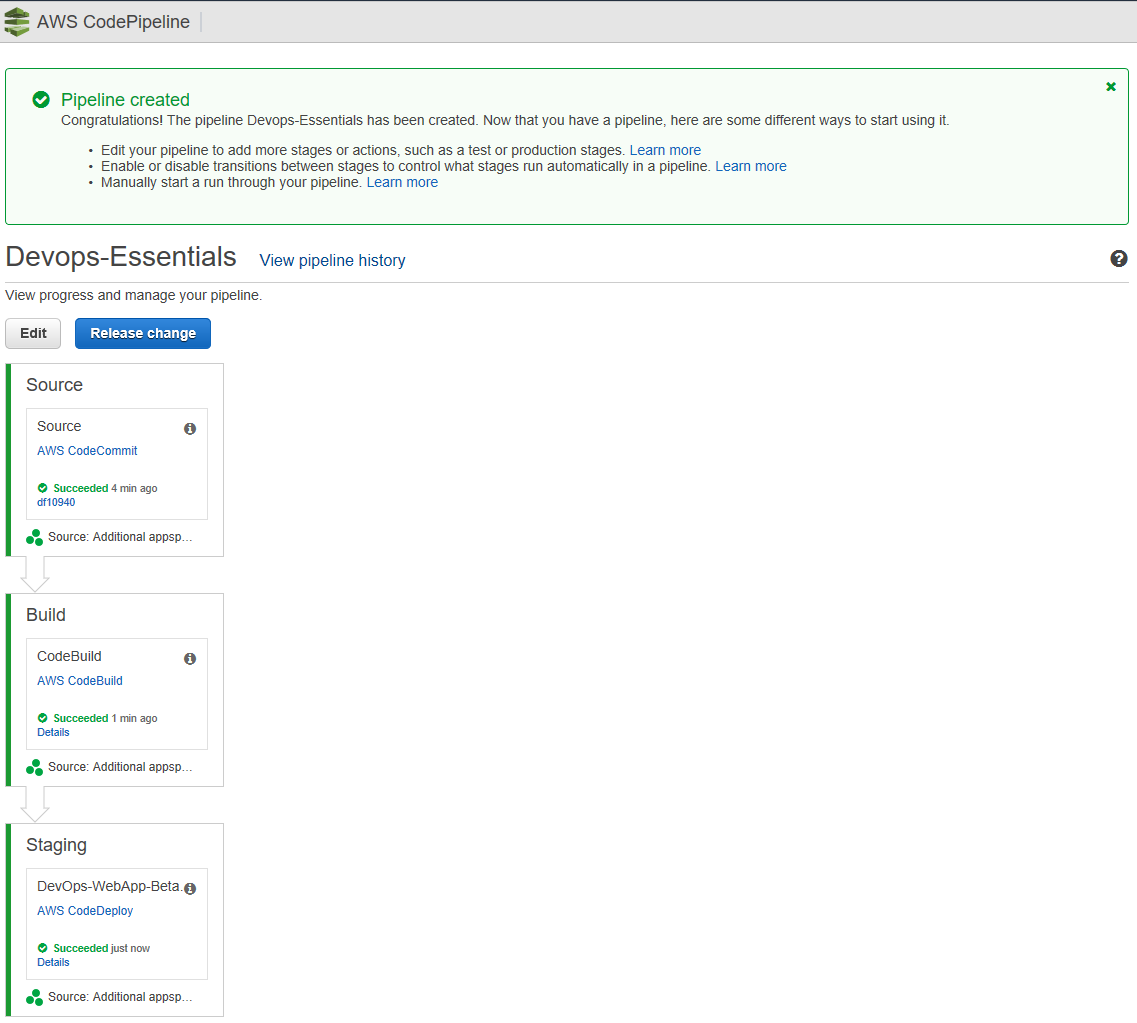 AWS CodePipeline
Pipeline created
Congratulations! The pipeline Devops-Essentials has been created. Now that you have a pipeline, here are some different ways to start using it.
• Edit your pipeline to add more stages or actions, such as a test or production stages. Learn more
• Enable or disable transitions between stages to control what stages run automatically in a pipeline. Learn more
• Manually start a run through your pipeline. Learn more
Devops-Essentials View pipeline history
View progress and manage your pipeline.
Edit Release change
Source
Source
AWS CodeCommit
Succeeded 4 min ago
df10940
Source: Additional appsp…
Build
CodeBuild
AWS CodeBuild
Succeeded 1 min ago
Details
Source: Additional appsp…
Staging
DevOps-WebApp-Beta.
AWS CodeDeploy
Succeeded just now
Details
Source: Additional appsp…